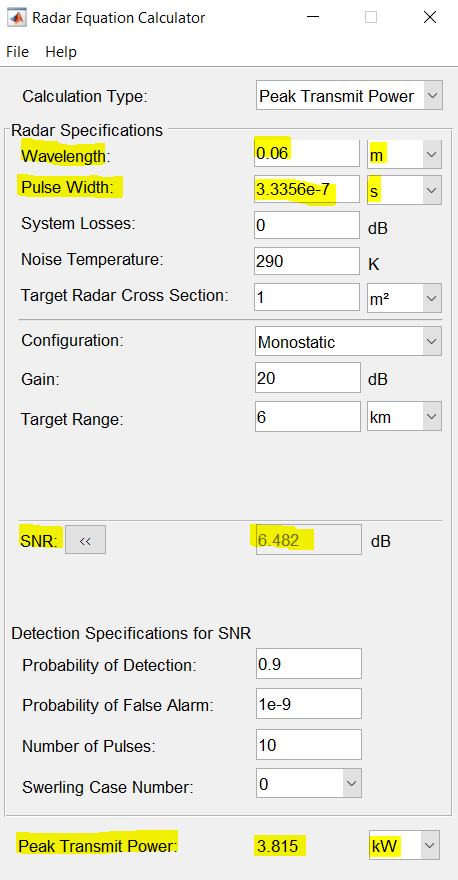 Radar Equation Calculator
File Help
Calculation Type: Peak Transmit Power
Radar Specifications
Wavelength: 0.06 m
Pulse Width: 3.3356e-7 s
System Losses: 0 dB
Noise Temperature: 290 K
Target Radar Cross Section: 1 m²
Configuration: Monostatic
Gain: 20 dB
Target Range: 6 km
SNR: << 6.482 dB
Detection Specifications for SNR
Probability of Detection: 0.9
Probability of False Alarm: 1e-9
Number of Pulses: 10
Swerling Case Number: 0
Peak Transmit Power: 3.815 kW